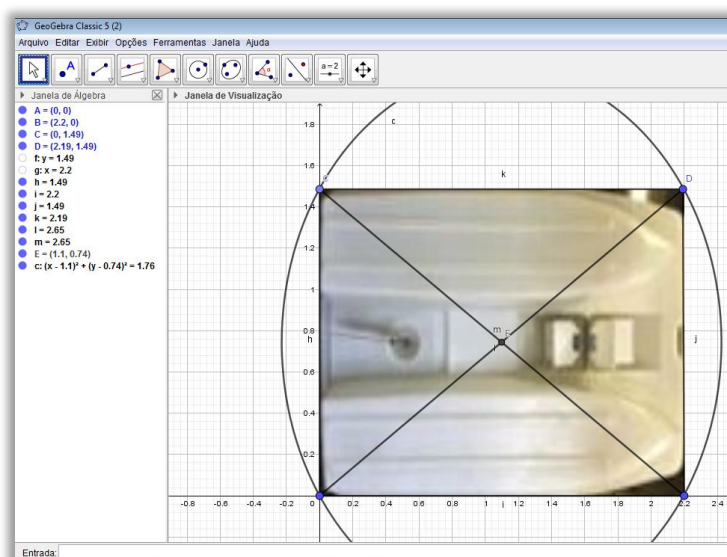 GeoGebra Classic 5 (2)
Arquivo Editar Exibir Opções Ferramentas Janela Ajuda
A
a=2
Janela de Álgebra
Janela de Visualização
A = (0, 0)
B = (2.2, 0)
C = (0, 1.49)
D = (2.19, 1.49)
f: y = 1.49
g: x = 2.2
h = 1.49
i = 2.2
j = 1.49
k = 2.19
l = 2.65
m = 2.65
E = (1.1, 0.74)
c: (x - 1.1)² + (y - 0.74)² = 1.76
c
1.8
1.6
k
D
1.4
1.2
1
0.8
m
h
j
0.6
0.4
0.2
0
-0.8 -0.6 -0.4 -0.2 0 0.2 0.4 0.6 0.8 1 1.2 1.4 1.6 1.8 2 2.2 2.4
i
Entrada: